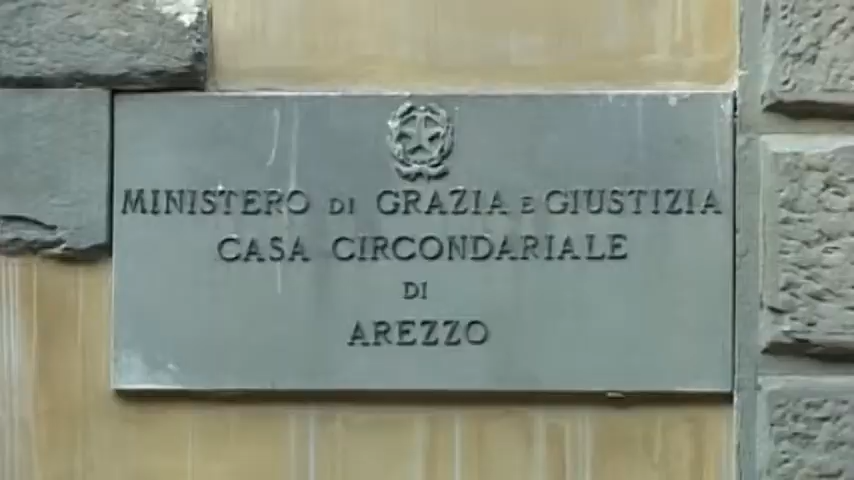 MINISTERO DI GRAZIA E GIUSTIZIA
CASA CIRCONDARIALE
DI
AREZZO